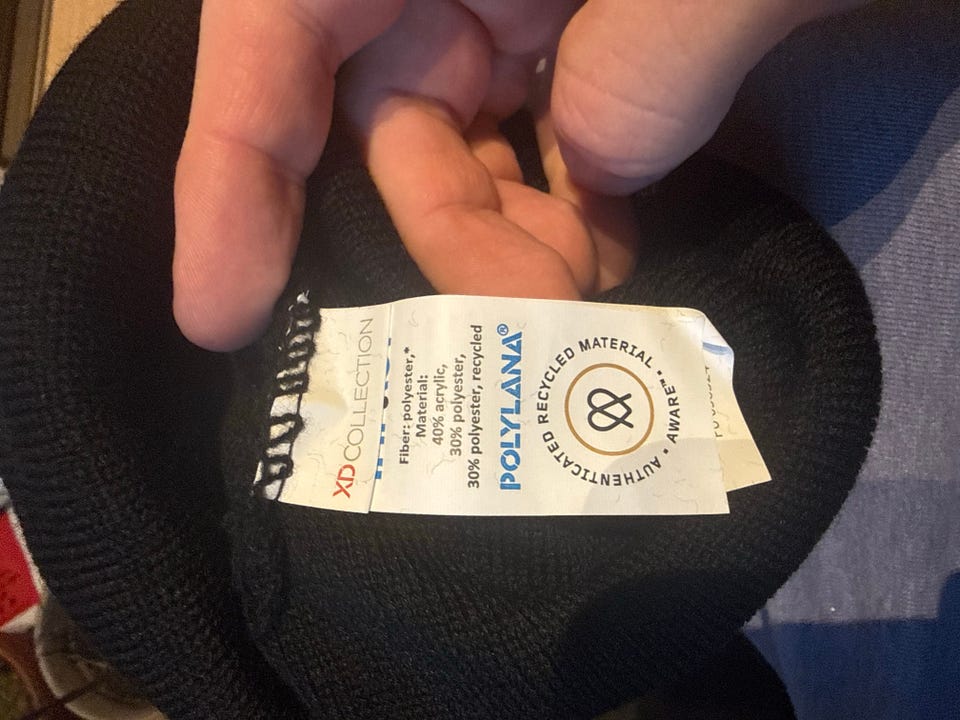 XD COLLECTION
Fiber: polyester,*
Material:
40% acrylic,
30% polyester,
30% polyester, recycled
POLYLANA®
AUTHENTICATED RECYCLED MATERIAL •
AWARE™ •